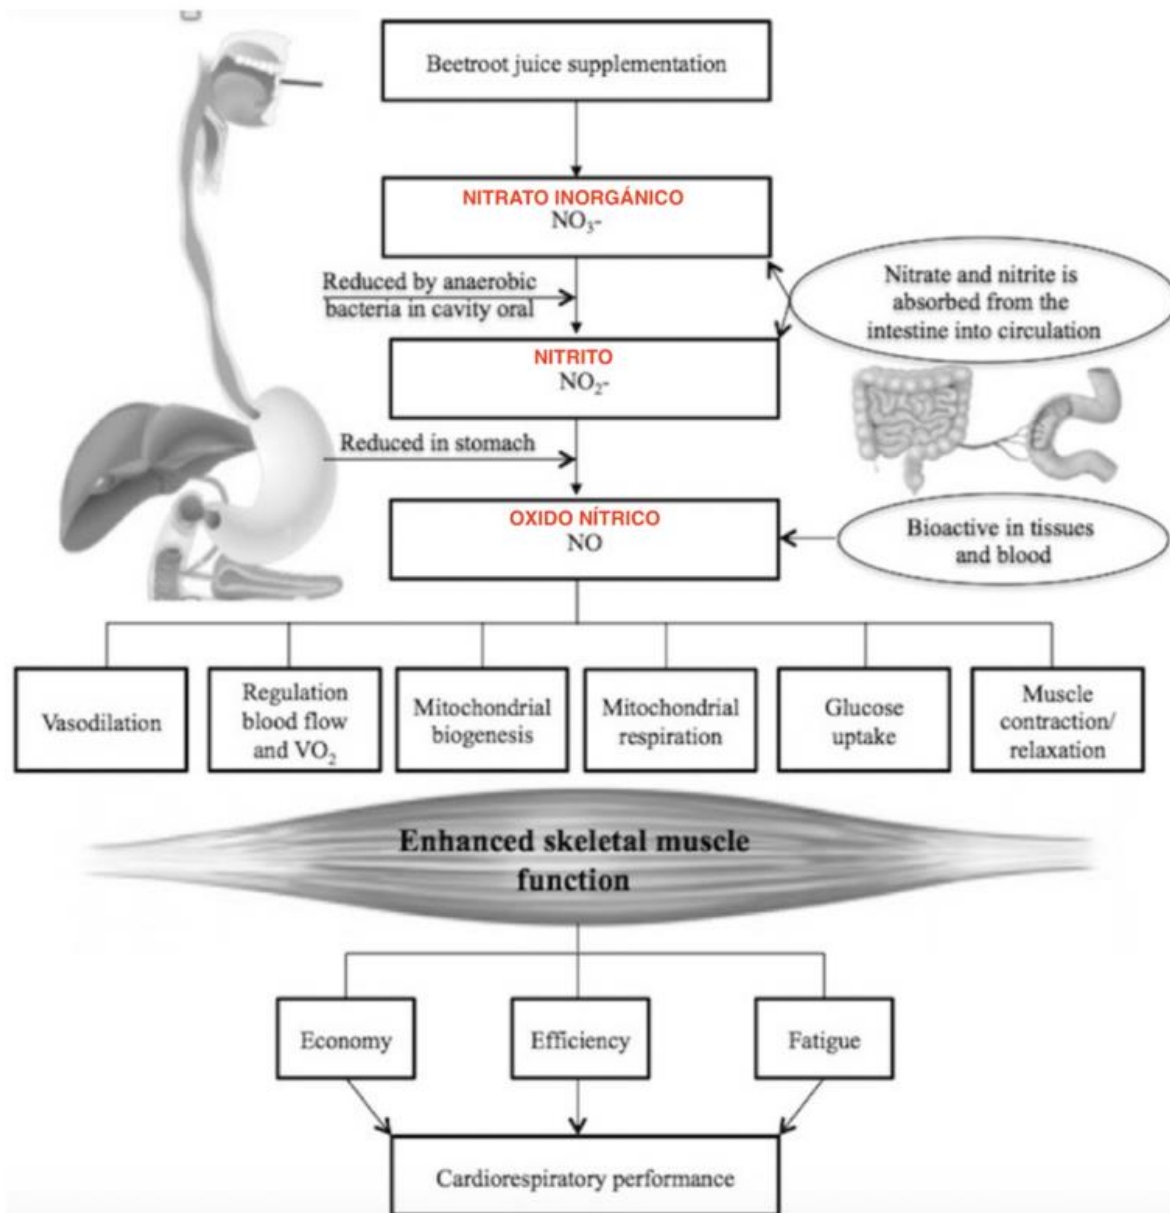 Beetroot juice supplementation
NITRATO INORGÁNICO
NO₃-
Reduced by anaerobic
bacteria in cavity oral
Nitrate and nitrite is
absorbed from the
intestine into circulation
NITRITO
NO₂-
Reduced in stomach
OXIDO NÍTRICO
NO
Bioactive in tissues
and blood
Vasodilation
Regulation
blood flow
and VO₂
Mitochondrial
biogenesis
Mitochondrial
respiration
Glucose
uptake
Muscle
contraction/
relaxation
Enhanced skeletal muscle
function
Economy
Efficiency
Fatigue
Cardiorespiratory performance